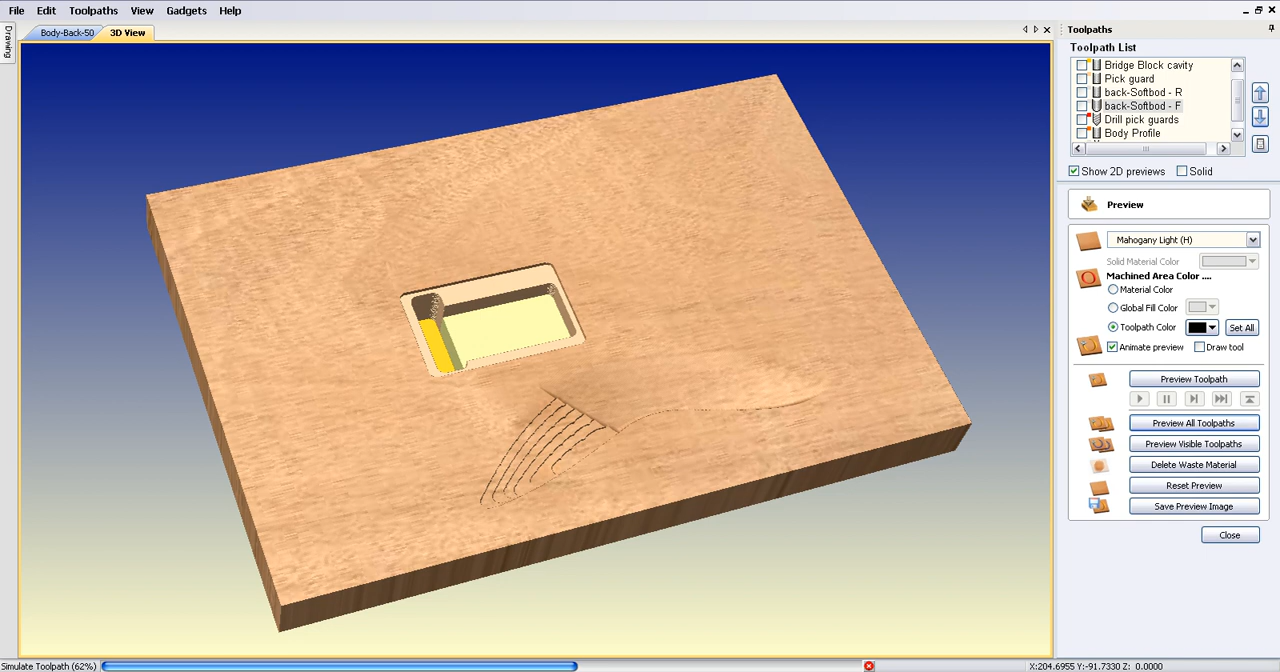 File Edit Toolpaths View Gadgets Help
Drawing
Body-Back-50 3D View
Toolpaths
Toolpath List
Bridge Block cavity
Pick guard
back-Softbod - R
back-Softbod - F
Drill pick guards
Body Profile
Show 2D previews Solid
Preview
Mahogany Light (H)
Solid Material Color
Machined Area Color ....
Material Color
Global Fill Color
Toolpath Color Set All
Animate preview Draw tool
Preview Toolpath
Preview All Toolpaths
Preview Visible Toolpaths
Delete Waste Material
Reset Preview
Save Preview Image
Close
Simulate Toolpath (62%) X:204.6955 Y:-91.7330 Z: 0.0000